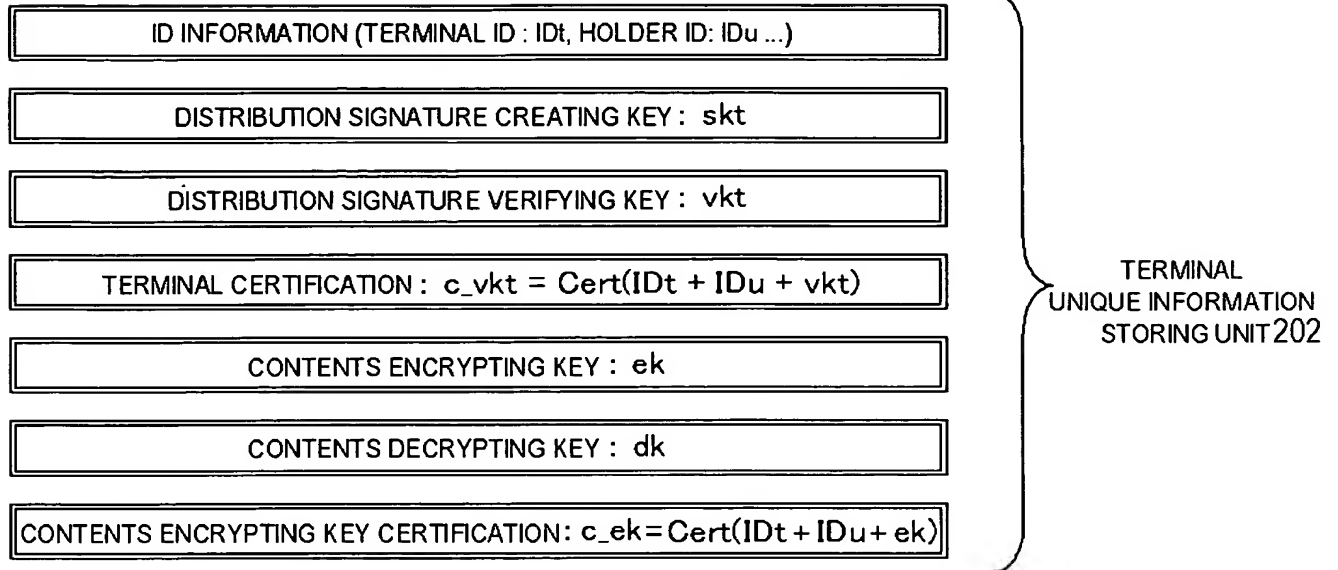 ID INFORMATION (TERMINAL ID : IDt, HOLDER ID: IDu ...)
DISTRIBUTION SIGNATURE CREATING KEY : skt
DISTRIBUTION SIGNATURE VERIFYING KEY : vkt
TERMINAL CERTIFICATION : c_vkt = Cert(IDt + IDu + vkt)
CONTENTS ENCRYPTING KEY : ek
CONTENTS DECRYPTING KEY : dk
CONTENTS ENCRYPTING KEY CERTIFICATION: c_ek=Cert(IDt+IDu+ek)
TERMINAL
UNIQUE INFORMATION
STORING UNIT 202